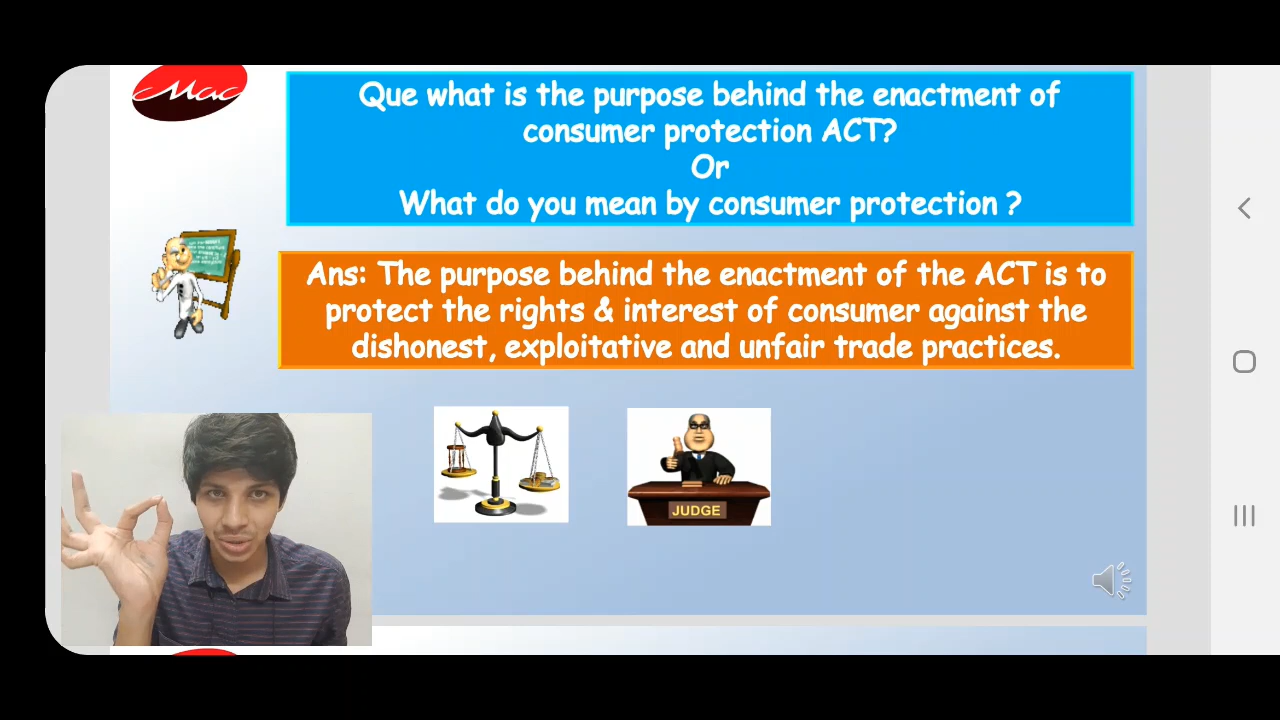 Mac
Que what is the purpose behind the enactment of
consumer protection ACT?
Or
What do you mean by consumer protection ?
Ans: The purpose behind the enactment of the ACT is to
protect the rights & interest of consumer against the
dishonest, exploitative and unfair trade practices.
JUDGE